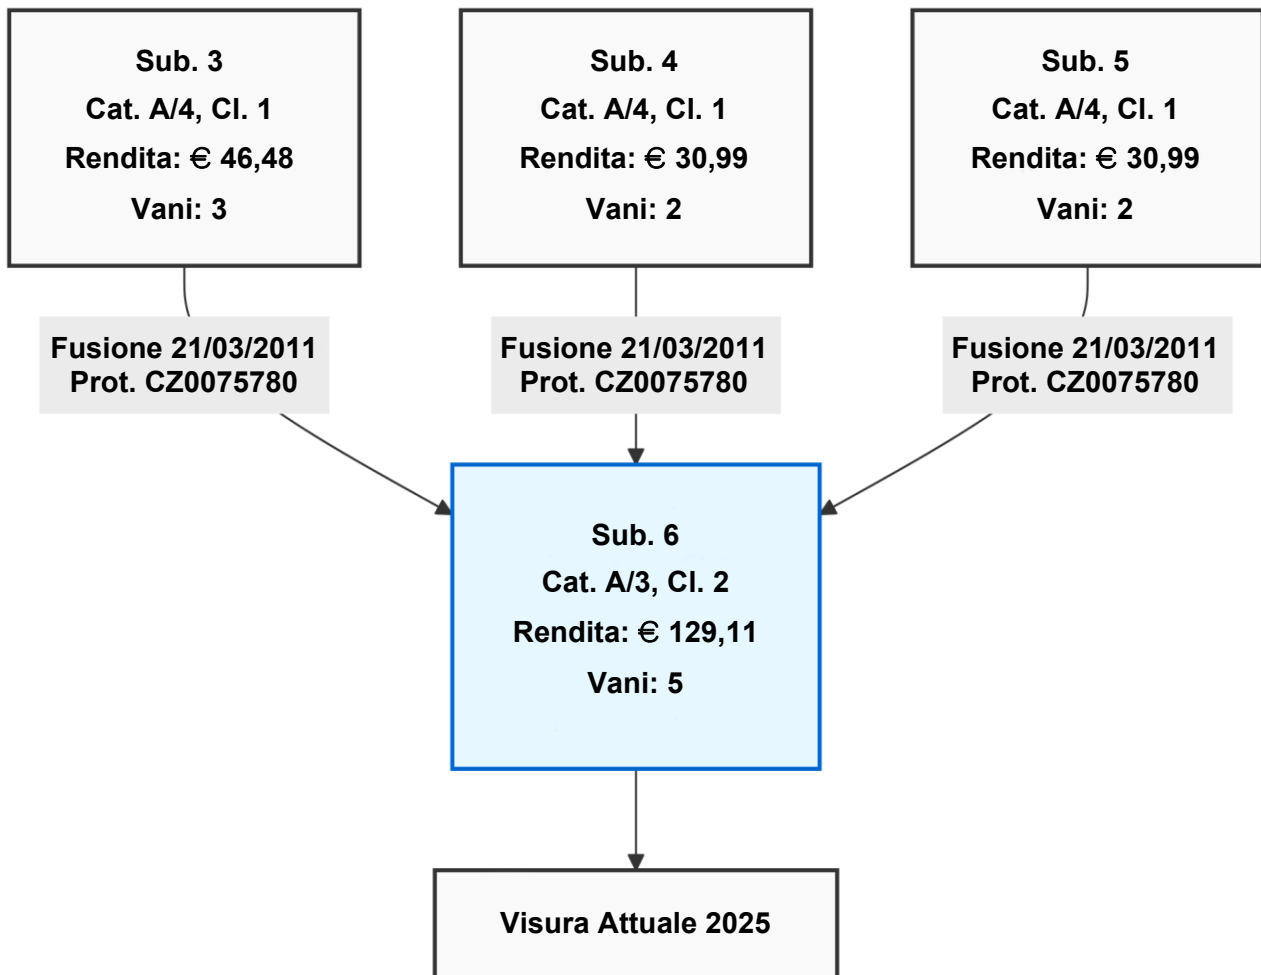 Sub. 3
Cat. A/4, Cl. 1
Rendita: € 46,48
Vani: 3
Sub. 4
Cat. A/4, Cl. 1
Rendita: € 30,99
Vani: 2
Sub. 5
Cat. A/4, Cl. 1
Rendita: € 30,99
Vani: 2
Fusione 21/03/2011
Prot. CZ0075780
Fusione 21/03/2011
Prot. CZ0075780
Fusione 21/03/2011
Prot. CZ0075780
Sub. 6
Cat. A/3, Cl. 2
Rendita: € 129,11
Vani: 5
Visura Attuale 2025